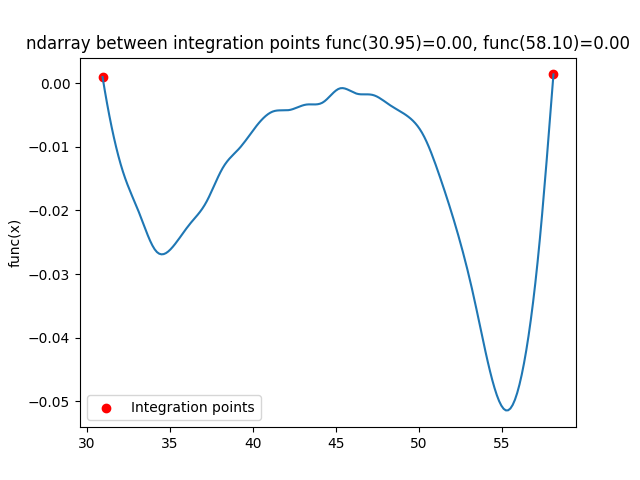 ndarray between integration points func(30.95)=0.00, func(58.10)=0.00
func(x)
0.00
−0.01
−0.02
−0.03
−0.04
−0.05
Integration points
30 35 40 45 50 55